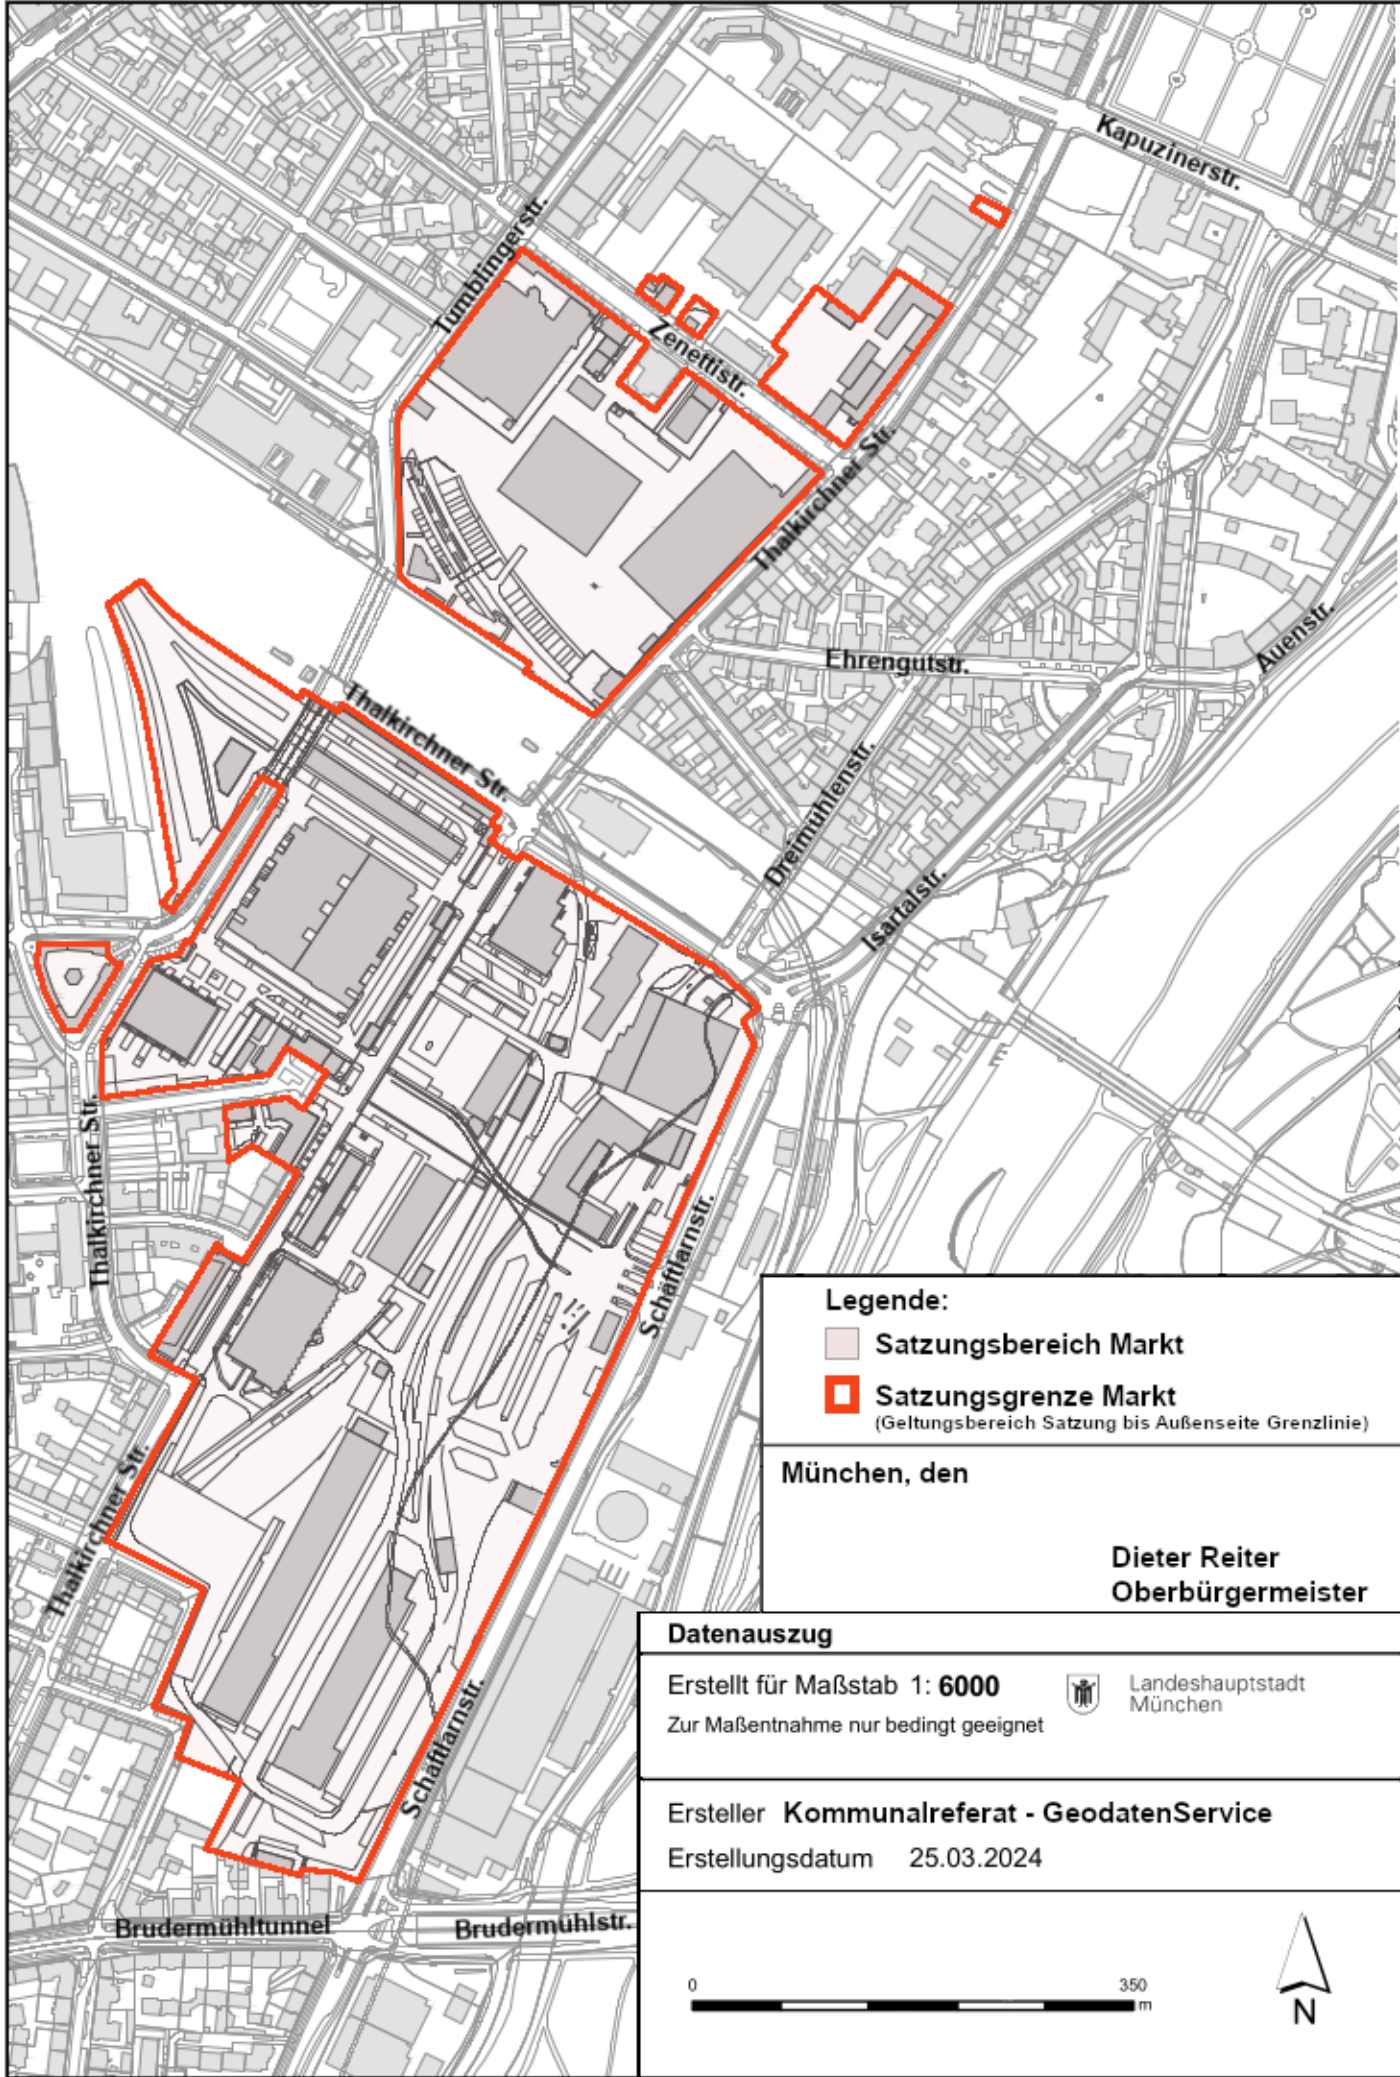 Kapuzinerstr.
Tumblingerstr.
Zenettistr.
Thalkirchner Str.
Ehrengutstr.
Auenstr.
Thalkirchner Str.
Dreimühlenstr.
Isartalstr.
Thalkirchner Str.
Schäftlarnstr.
Thalkirchner Str.
Schäftlarnstr.
Brudermühltunnel
Brudermühlstr.
Legende:
Satzungsbereich Markt
Satzungsgrenze Markt
(Geltungsbereich Satzung bis Außenseite Grenzlinie)
München, den
Dieter Reiter
Oberbürgermeister
Datenauszug
Erstellt für Maßstab 1: 6000
Landeshauptstadt
München
Zur Maßentnahme nur bedingt geeignet
Ersteller Kommunalreferat - GeodatenService
Erstellungsdatum 25.03.2024
0 350
m
N